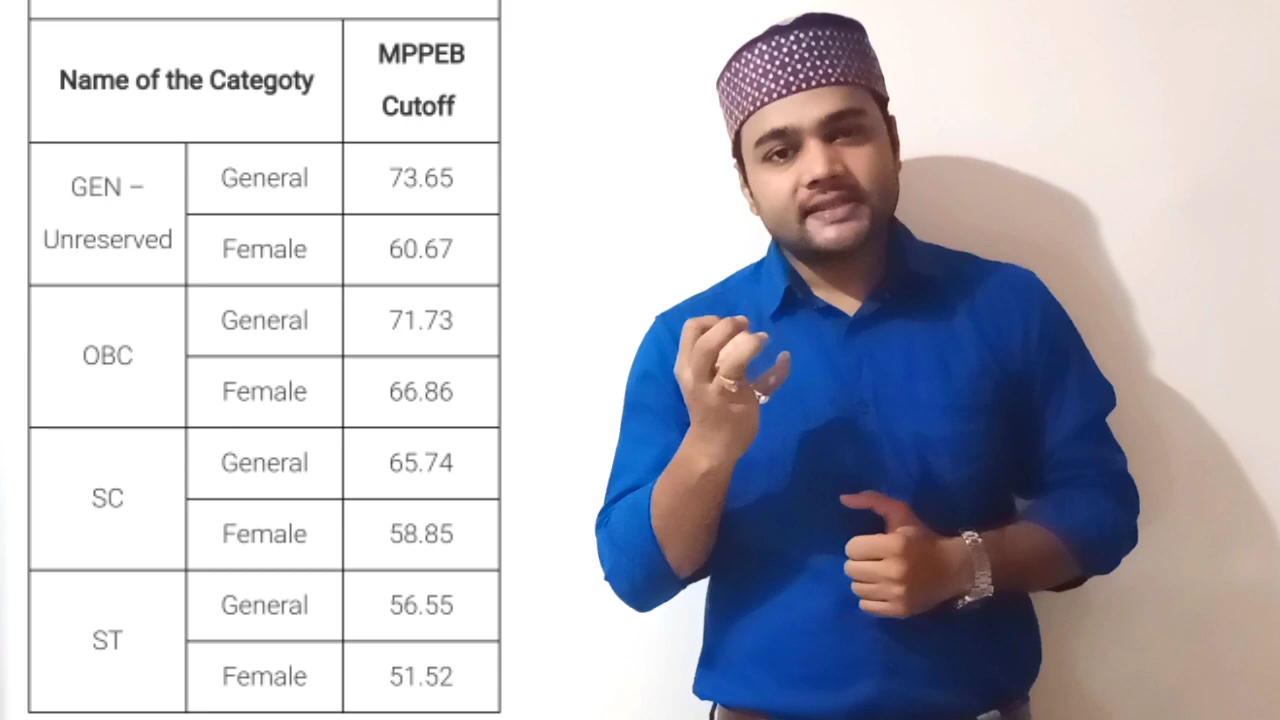 Name of the Categoty
MPPEB
Cutoff
GEN –
Unreserved
General
73.65
Female
60.67
OBC
General
71.73
Female
66.86
SC
General
65.74
Female
58.85
ST
General
56.55
Female
51.52